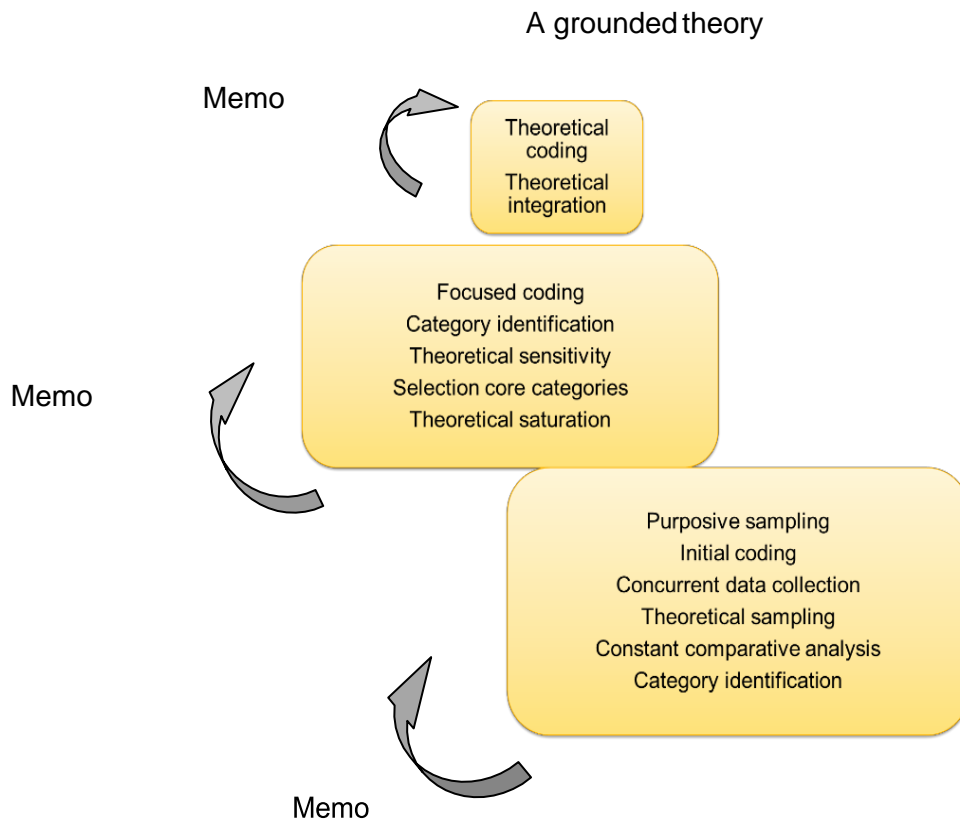 A grounded theory
Memo
Theoretical
coding
Theoretical
integration
Focused coding
Category identification
Theoretical sensitivity
Selection core categories
Theoretical saturation
Memo
Purposive sampling
Initial coding
Concurrent data collection
Theoretical sampling
Constant comparative analysis
Category identification
Memo